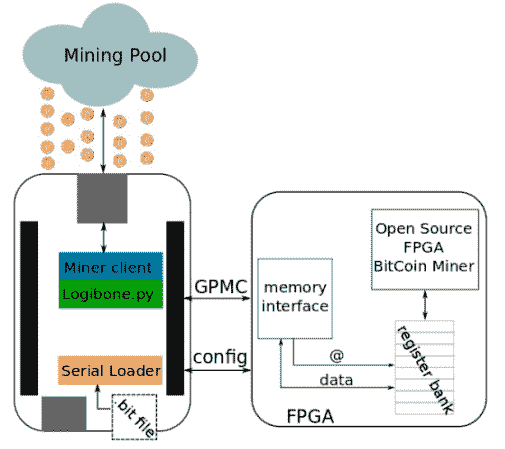 Mining Pool
Miner client
Logibone.py
Serial Loader
.bit file
GPMC
config
memory
interface
@
data
Open Source
FPGA
BitCoin Miner
register bank
FPGA